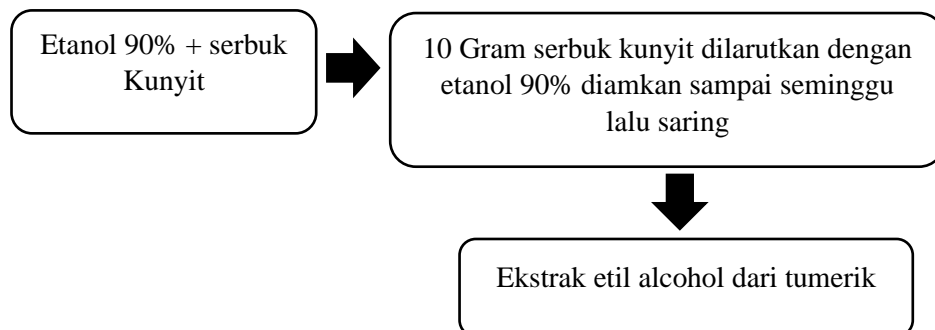 Etanol 90% + serbuk
Kunyit
10 Gram serbuk kunyit dilarutkan dengan
etanol 90% diamkan sampai seminggu
lalu saring
Ekstrak etil alcohol dari tumerik